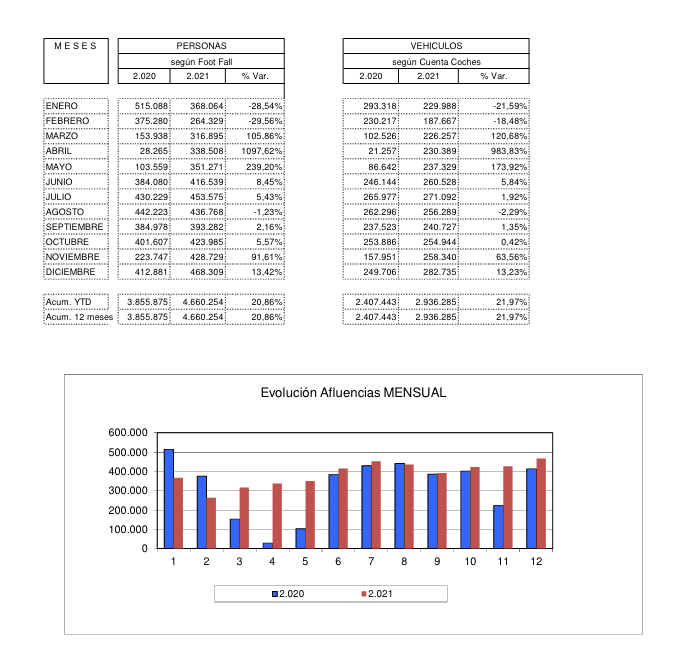 M E S E S PERSONAS VEHICULOS
según Foot Fall según Cuenta Coches
2.020 2.021 % Var. 2.020 2.021 % Var.
ENERO 515.088 368.064 -28,54% 293.318 229.988 -21,59%
FEBRERO 375.280 264.329 -29,56% 230.217 187.667 -18,48%
MARZO 153.938 316.895 105,86% 102.526 226.257 120,68%
ABRIL 28.265 338.508 1097,62% 21.257 230.389 983,83%
MAYO 103.559 351.271 239,20% 86.642 237.329 173,92%
JUNIO 384.080 416.539 8,45% 246.144 260.528 5,84%
JULIO 430.229 453.575 5,43% 265.977 271.092 1,92%
AGOSTO 442.223 436.768 -1,23% 262.296 256.289 -2,29%
SEPTIEMBRE 384.978 393.282 2,16% 237.523 240.727 1,35%
OCTUBRE 401.607 423.985 5,57% 253.886 254.944 0,42%
NOVIEMBRE 223.747 428.729 91,61% 157.951 258.340 63,56%
DICIEMBRE 412.881 468.309 13,42% 249.706 282.735 13,23%
Acum. YTD 3.855.875 4.660.254 20,86% 2.407.443 2.936.285 21,97%
Acum. 12 meses 3.855.875 4.660.254 20,86% 2.407.443 2.936.285 21,97%
Evolución Afluencias MENSUAL
600.000
500.000
400.000
300.000
200.000
100.000
0
1 2 3 4 5 6 7 8 9 10 11 12
2.020 2.021